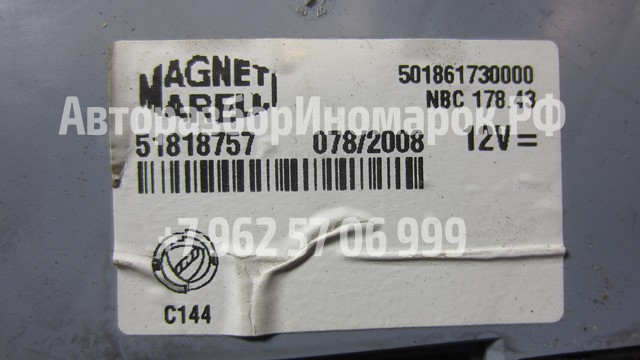 MAGNETI
MARELLI
501861730000
NBC 178.43
АвторазборИномарок.РФ
51818757 078/2008 12V=
+7 962 57 06 999
C144